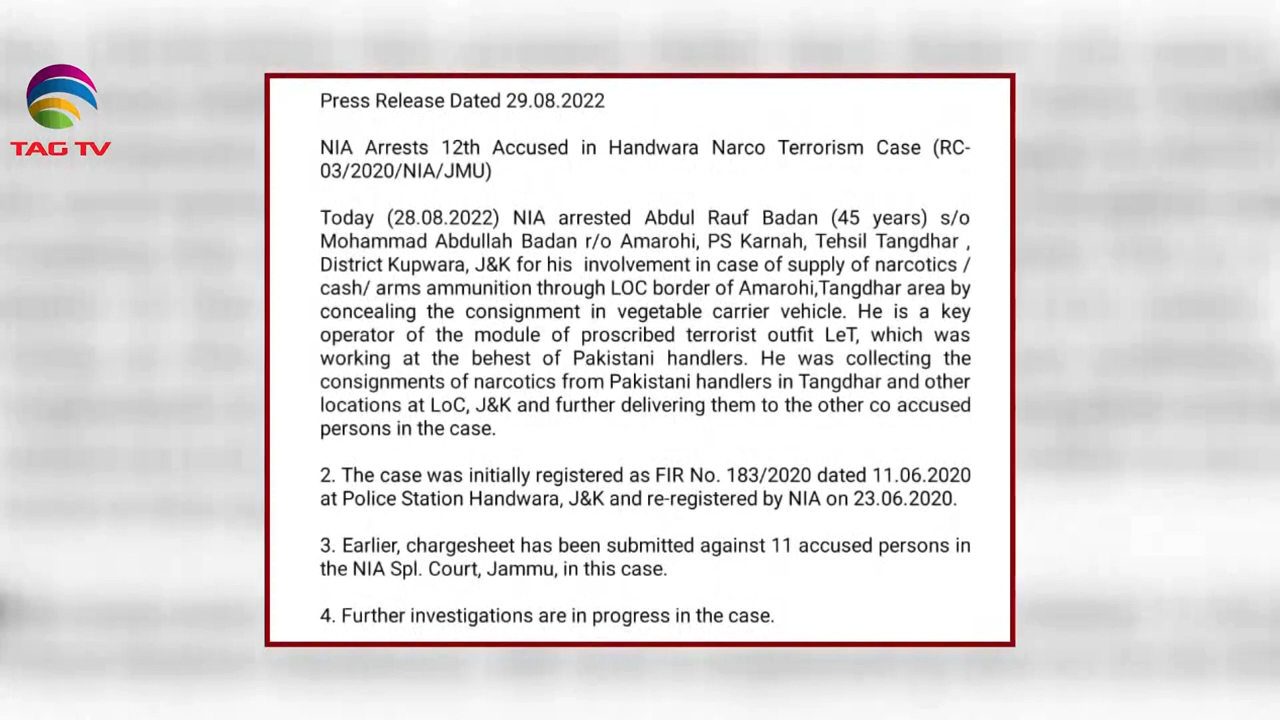 TAG TV
Press Release Dated 29.08.2022
NIA Arrests 12th Accused in Handwara Narco Terrorism Case (RC-
03/2020/NIA/JMU)
Today (28.08.2022) NIA arrested Abdul Rauf Badan (45 years) s/o
Mohammad Abdullah Badan r/o Amarohi, PS Karnah, Tehsil Tangdhar ,
District Kupwara, J&K for his involvement in case of supply of narcotics /
cash/ arms ammunition through LOC border of Amarohi,Tangdhar area by
concealing the consignment in vegetable carrier vehicle. He is a key
operator of the module of proscribed terrorist outfit LeT, which was
working at the behest of Pakistani handlers. He was collecting the
consignments of narcotics from Pakistani handlers in Tangdhar and other
locations at LoC, J&K and further delivering them to the other co accused
persons in the case.
2. The case was initially registered as FIR No. 183/2020 dated 11.06.2020
at Police Station Handwara, J&K and re-registered by NIA on 23.06.2020.
3. Earlier, chargesheet has been submitted against 11 accused persons in
the NIA Spl. Court, Jammu, in this case.
4. Further investigations are in progress in the case.